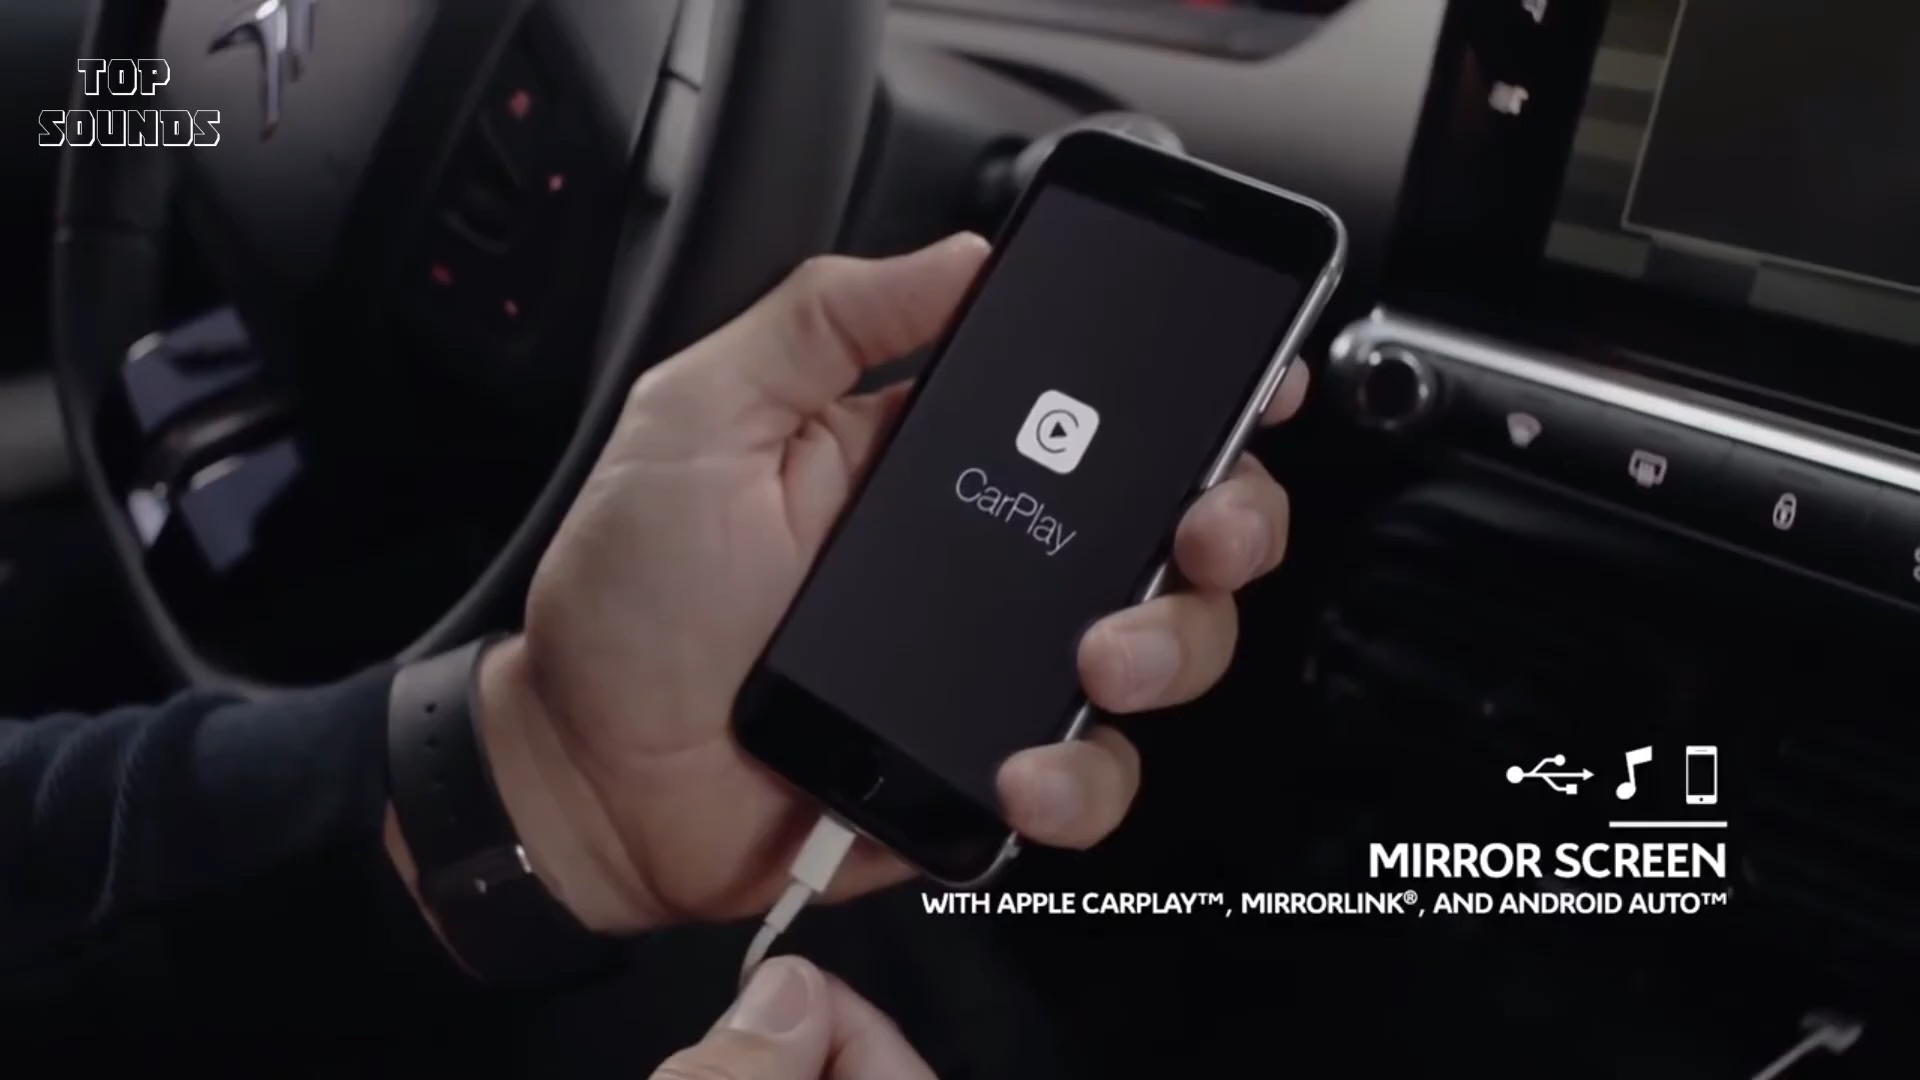 TOP
SOUNDS
CarPlay
MIRROR SCREEN
WITH APPLE CARPLAY™, MIRRORLINK®, AND ANDROID AUTO™